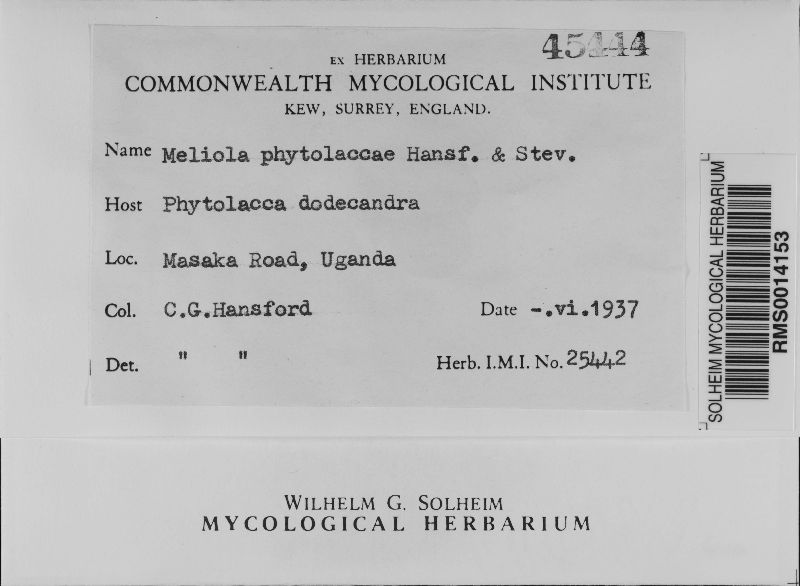 45444
EX HERBARIUM
COMMONWEALTH MYCOLOGICAL INSTITUTE
KEW, SURREY, ENGLAND.
Name Meliola phytolaccae Hansf. & Stev.
Host Phytolacca dodecandra
Loc. Masaka Road, Uganda
Col. C.G.Hansford Date -.vi.1937
Det. " " Herb. I.M.I. No. 25442
SOLHEIM MYCOLOGICAL HERBARIUM
RMS0014153
WILHELM G. SOLHEIM
MYCOLOGICAL HERBARIUM